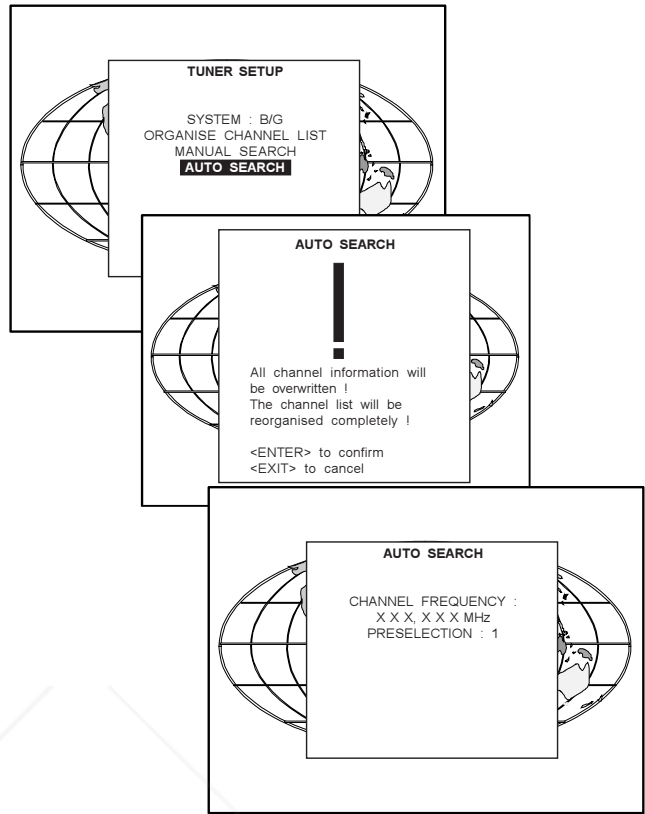 TUNER SETUP
SYSTEM : B/G
ORGANISE CHANNEL LIST
MANUAL SEARCH
AUTO SEARCH
AUTO SEARCH
!
All channel information will
be overwritten !
The channel list will be
reorganised completely !
<ENTER> to confirm
<EXIT> to cancel
AUTO SEARCH
CHANNEL FREQUENCY :
X X X, X X X MHz
PRESELECTION : 1